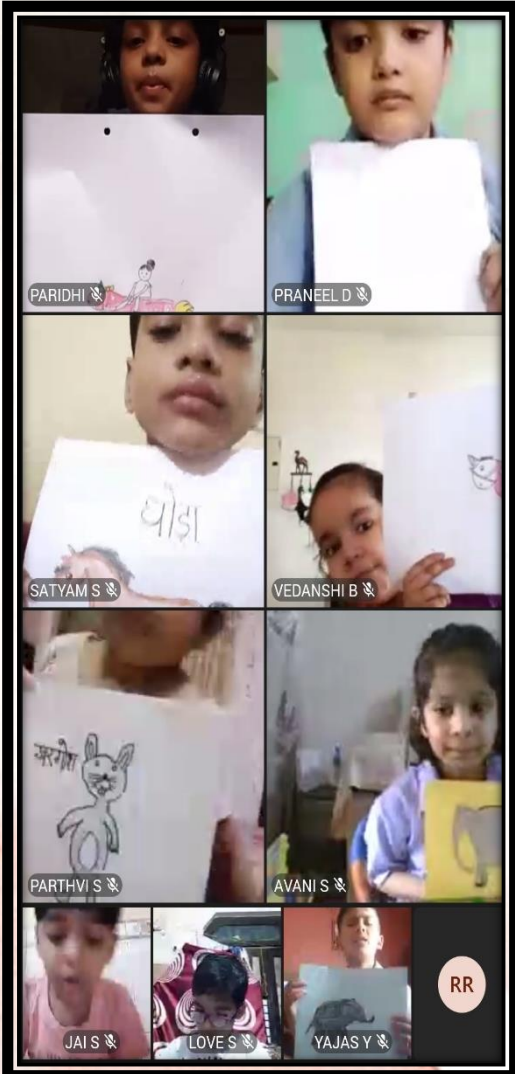 PARIDHI
PRANEEL D
घोड़ा
SATYAM S
VEDANSHI B
खरगोश
PARTHVI S
AVANI S
JAI S
LOVE S
YAJAS Y
RR